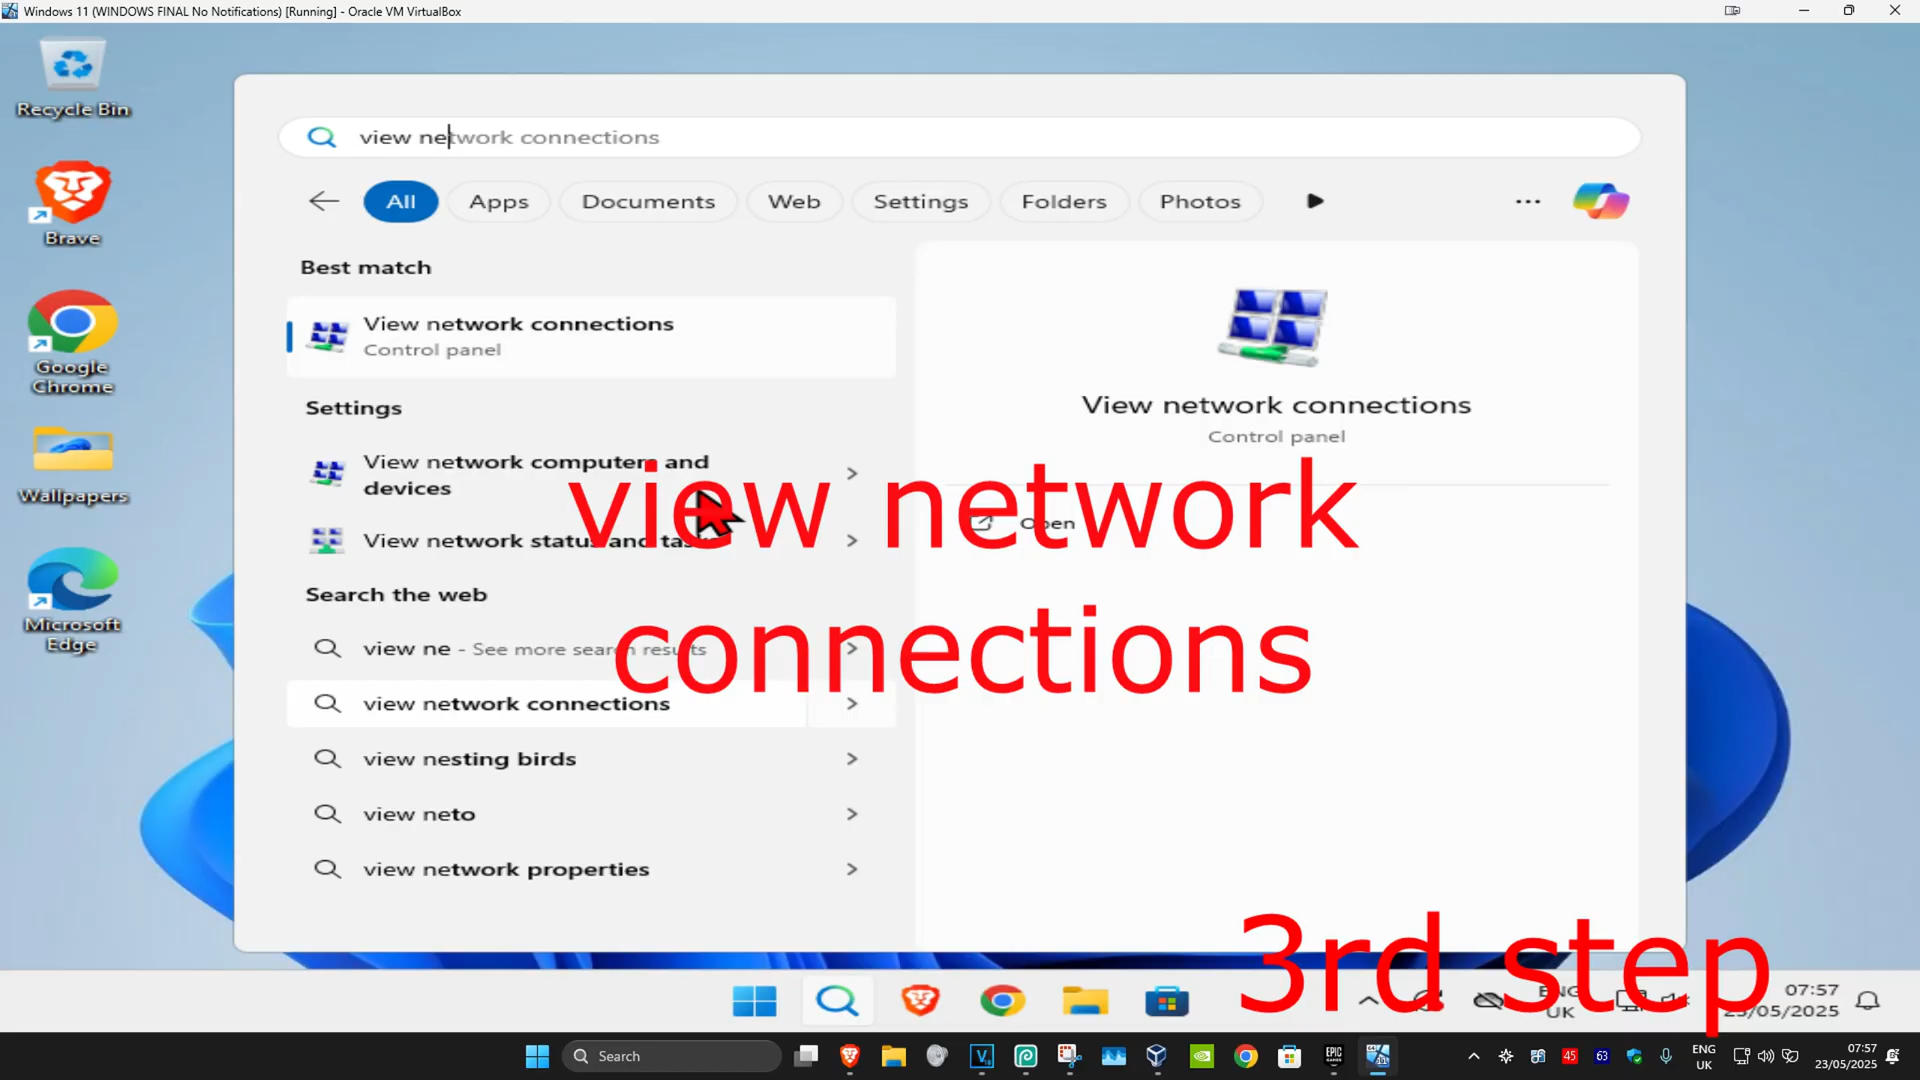 Windows 11 (WINDOWS FINAL No Notifications) [Running] - Oracle VM VirtualBox
Recycle Bin
Brave
Google
Chrome
Wallpapers
Microsoft
Edge
view network connections
All
Apps
Documents
Web
Settings
Folders
Photos
Best match
View network connections
Control panel
Settings
View network computers and
devices
View network status and tasks
Search the web
view ne - See more search results
view network connections
view nesting birds
view neto
view network properties
View network connections
Control panel
Open
view network
connections
3rd step
ENG
UK
07:57
23/05/2025
Search
45
63
ENG
UK
07:57
23/05/2025